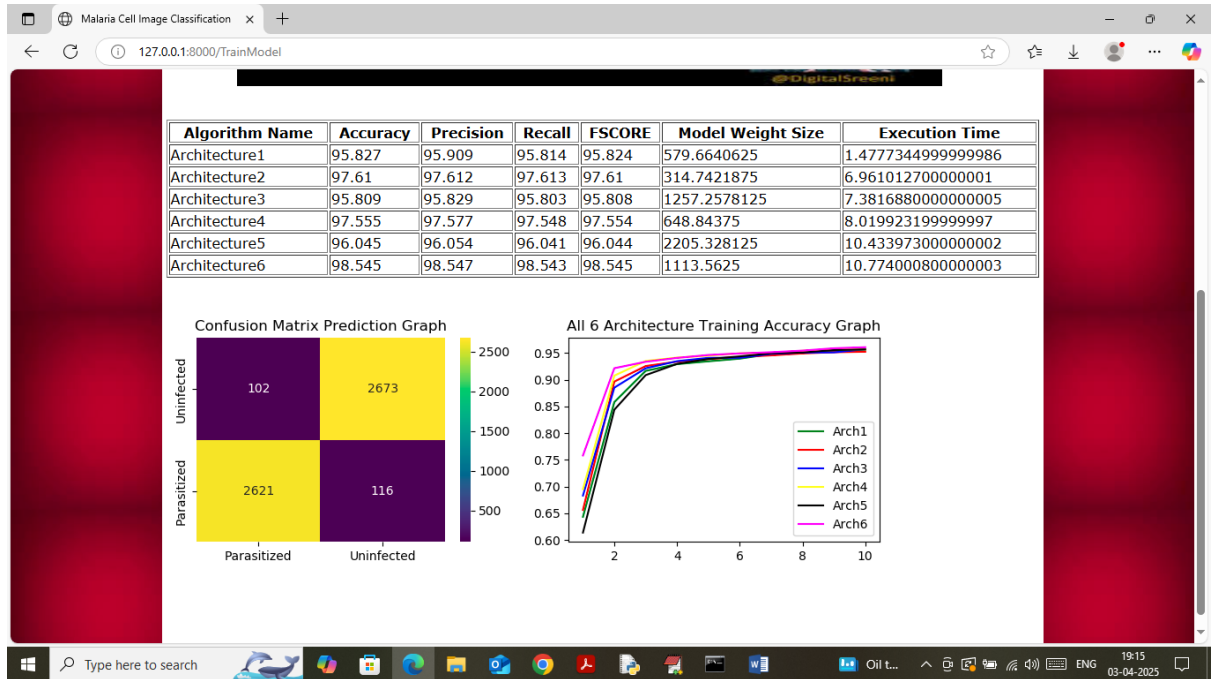 Malaria Cell Image Classification
127.0.0.1:8000/TrainModel
@DigitalSreeni
Algorithm Name Accuracy Precision Recall FSCORE Model Weight Size Execution Time
Architecture1 95.827 95.909 95.814 95.824 579.6640625 1.4777344999999986
Architecture2 97.61 97.612 97.613 97.61 314.7421875 6.961012700000001
Architecture3 95.809 95.829 95.803 95.808 1257.2578125 7.3816880000000005
Architecture4 97.555 97.577 97.548 97.554 648.84375 8.019923199999997
Architecture5 96.045 96.054 96.041 96.044 2205.328125 10.433973000000002
Architecture6 98.545 98.547 98.543 98.545 1113.5625 10.774000800000003
Confusion Matrix Prediction Graph
Uninfected
Parasitized
102 2673
2621 116
Parasitized Uninfected
2500
2000
1500
1000
500
All 6 Architecture Training Accuracy Graph
0.95
0.90
0.85
0.80
0.75
0.70
0.65
0.60
2 4 6 8 10
Arch1
Arch2
Arch3
Arch4
Arch5
Arch6
Type here to search
Oil t...
ENG
19:15
03-04-2025